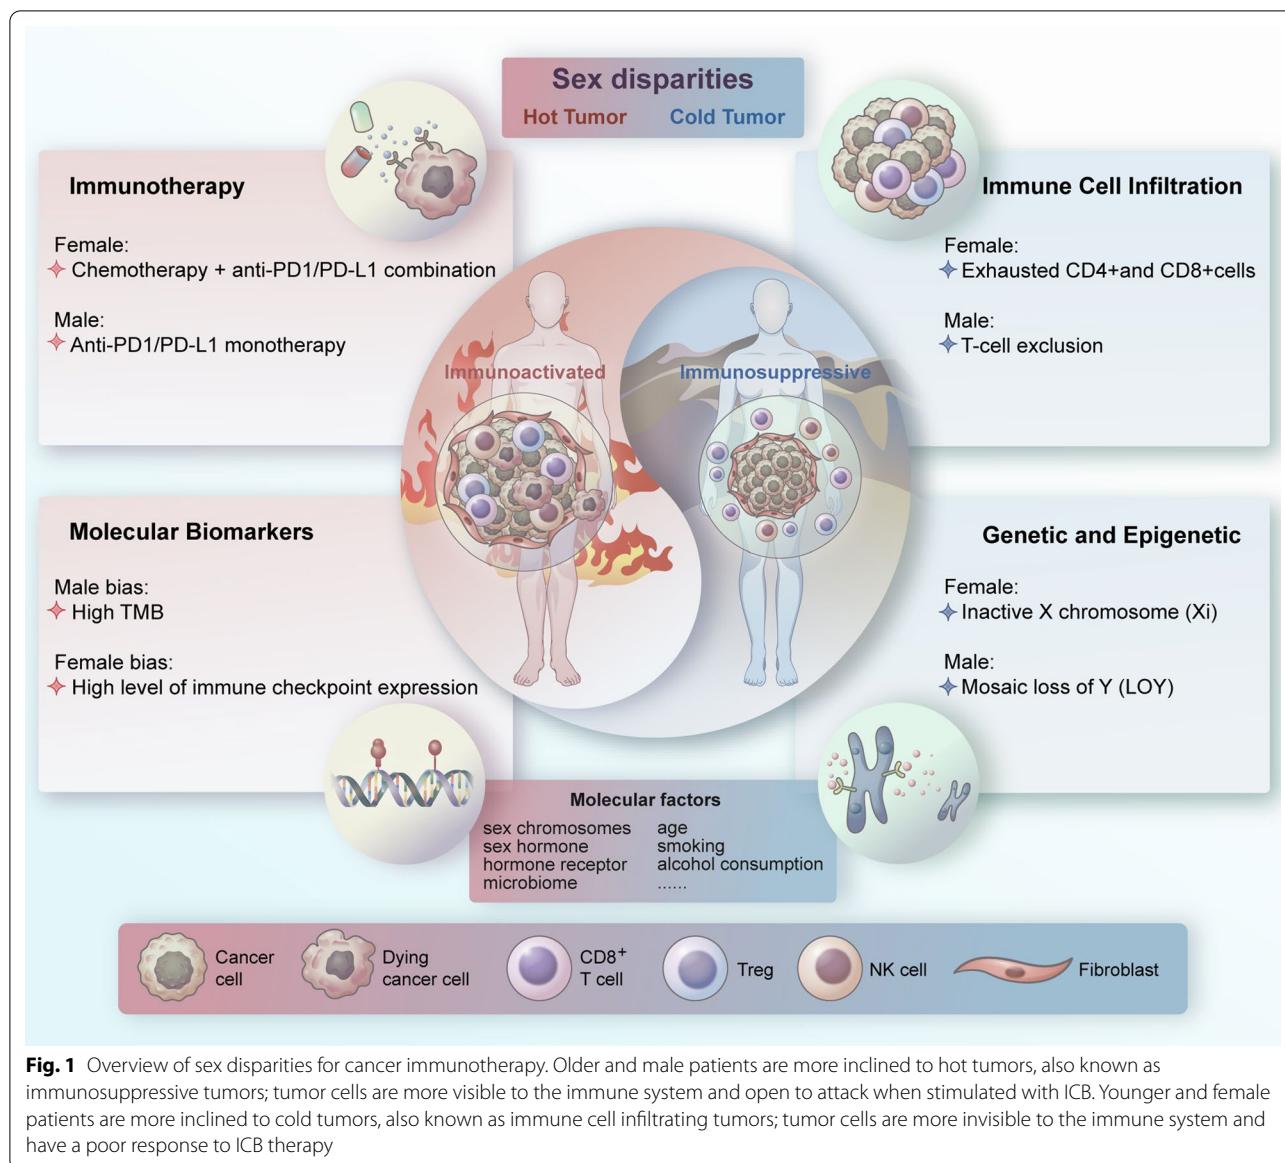 Sex disparities
Hot Tumor Cold Tumor
Immunotherapy
Female:
Chemotherapy + anti-PD1/PD-L1 combination
Male:
Anti-PD1/PD-L1 monotherapy
Immune Cell Infiltration
Female:
Exhausted CD4+and CD8+cells
Male:
T-cell exclusion
Immunoactivated
Immunosuppressive
Molecular Biomarkers
Male bias:
High TMB
Female bias:
High level of immune checkpoint expression
Genetic and Epigenetic
Female:
Inactive X chromosome (Xi)
Male:
Mosaic loss of Y (LOY)
Molecular factors
sex chromosomes age
sex hormone smoking
hormone receptor alcohol consumption
microbiome ......
Cancer
cell
Dying
cancer cell
CD8+
T cell
Treg
NK cell
Fibroblast
Fig. 1 Overview of sex disparities for cancer immunotherapy. Older and male patients are more inclined to hot tumors, also known as
immunosuppressive tumors; tumor cells are more visible to the immune system and open to attack when stimulated with ICB. Younger and female
patients are more inclined to cold tumors, also known as immune cell infiltrating tumors; tumor cells are more invisible to the immune system and
have a poor response to ICB therapy